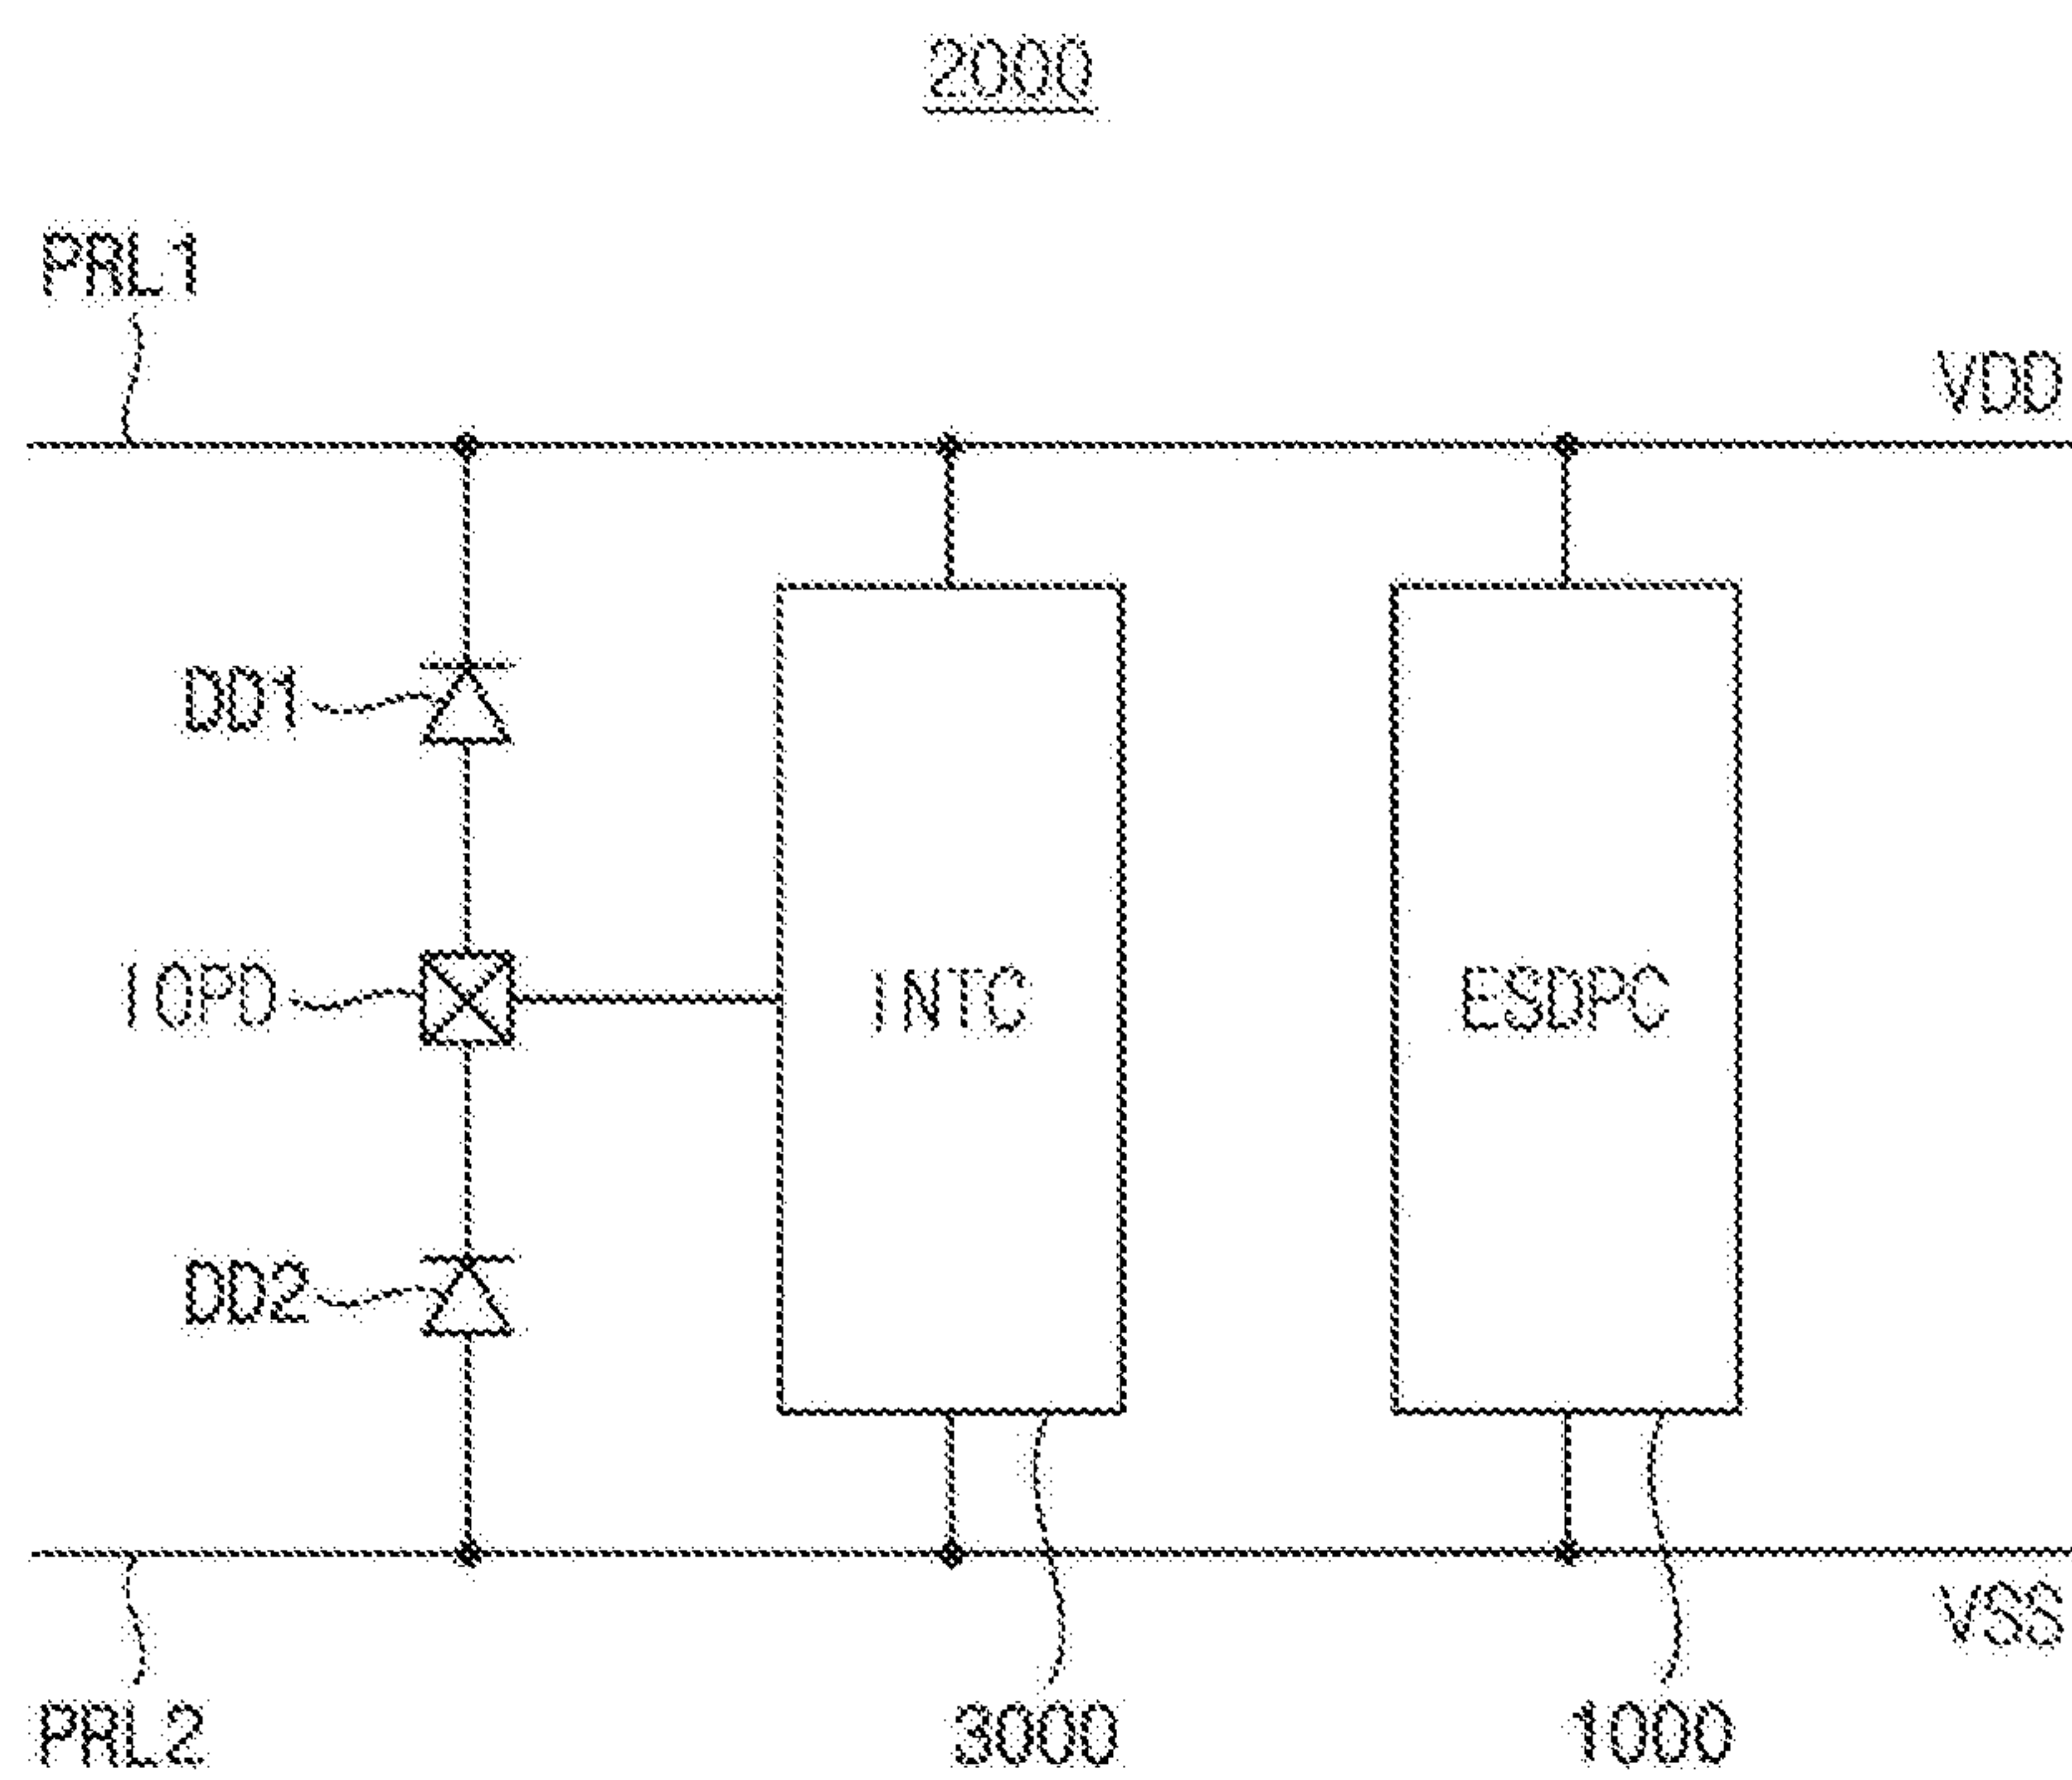 2000
PRL1
VDD
DD1
IOPD
INTC
ESDPC
DD2
VSS
PRL2
3000
1000